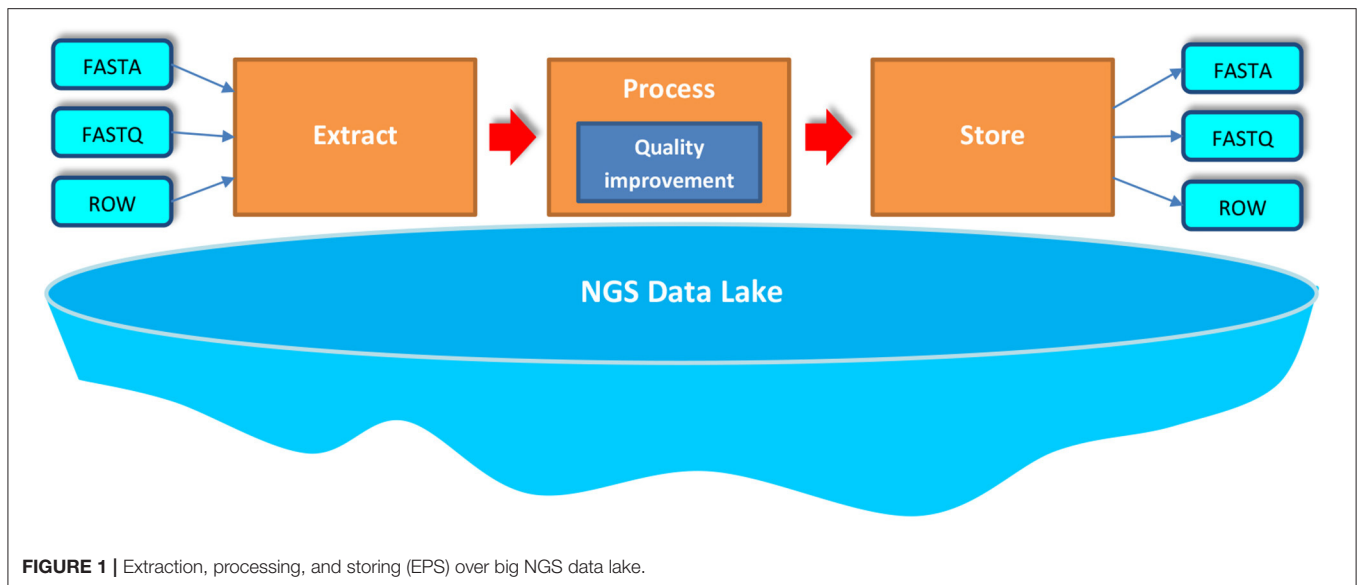 FASTA
FASTQ
ROW
Extract
Process
Quality
improvement
Store
FASTA
FASTQ
ROW
NGS Data Lake
FIGURE 1 | Extraction, processing, and storing (EPS) over big NGS data lake.